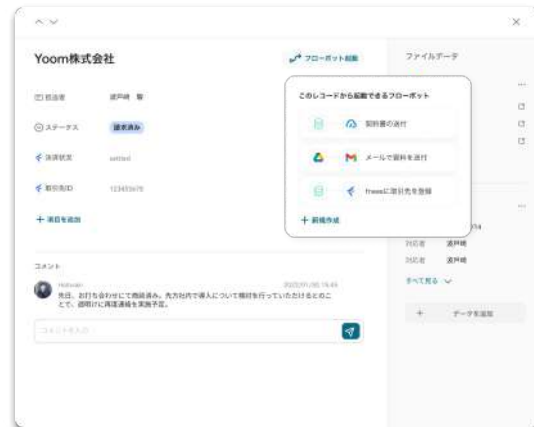 Yoom株式会社
フローボット起動
ファイルデータ
担当者
瀬戸崎 黎
ステータス
請求済み
決済状況
settled
取引先ID
123455678
＋ 項目を追加
このレコードから起動できるフローボット
契約書の送付
メールで資料を送付
freeeに取引先を登録
＋ 新規作成
対応者
対応者
すべて見る
＋ データを追加
コメント
先日、お打ち合わせにて商談済み。先方社内で導入について検討を行っていただけるとのこ
とで、週明けに再度連絡を実施予定。
コメントを入力